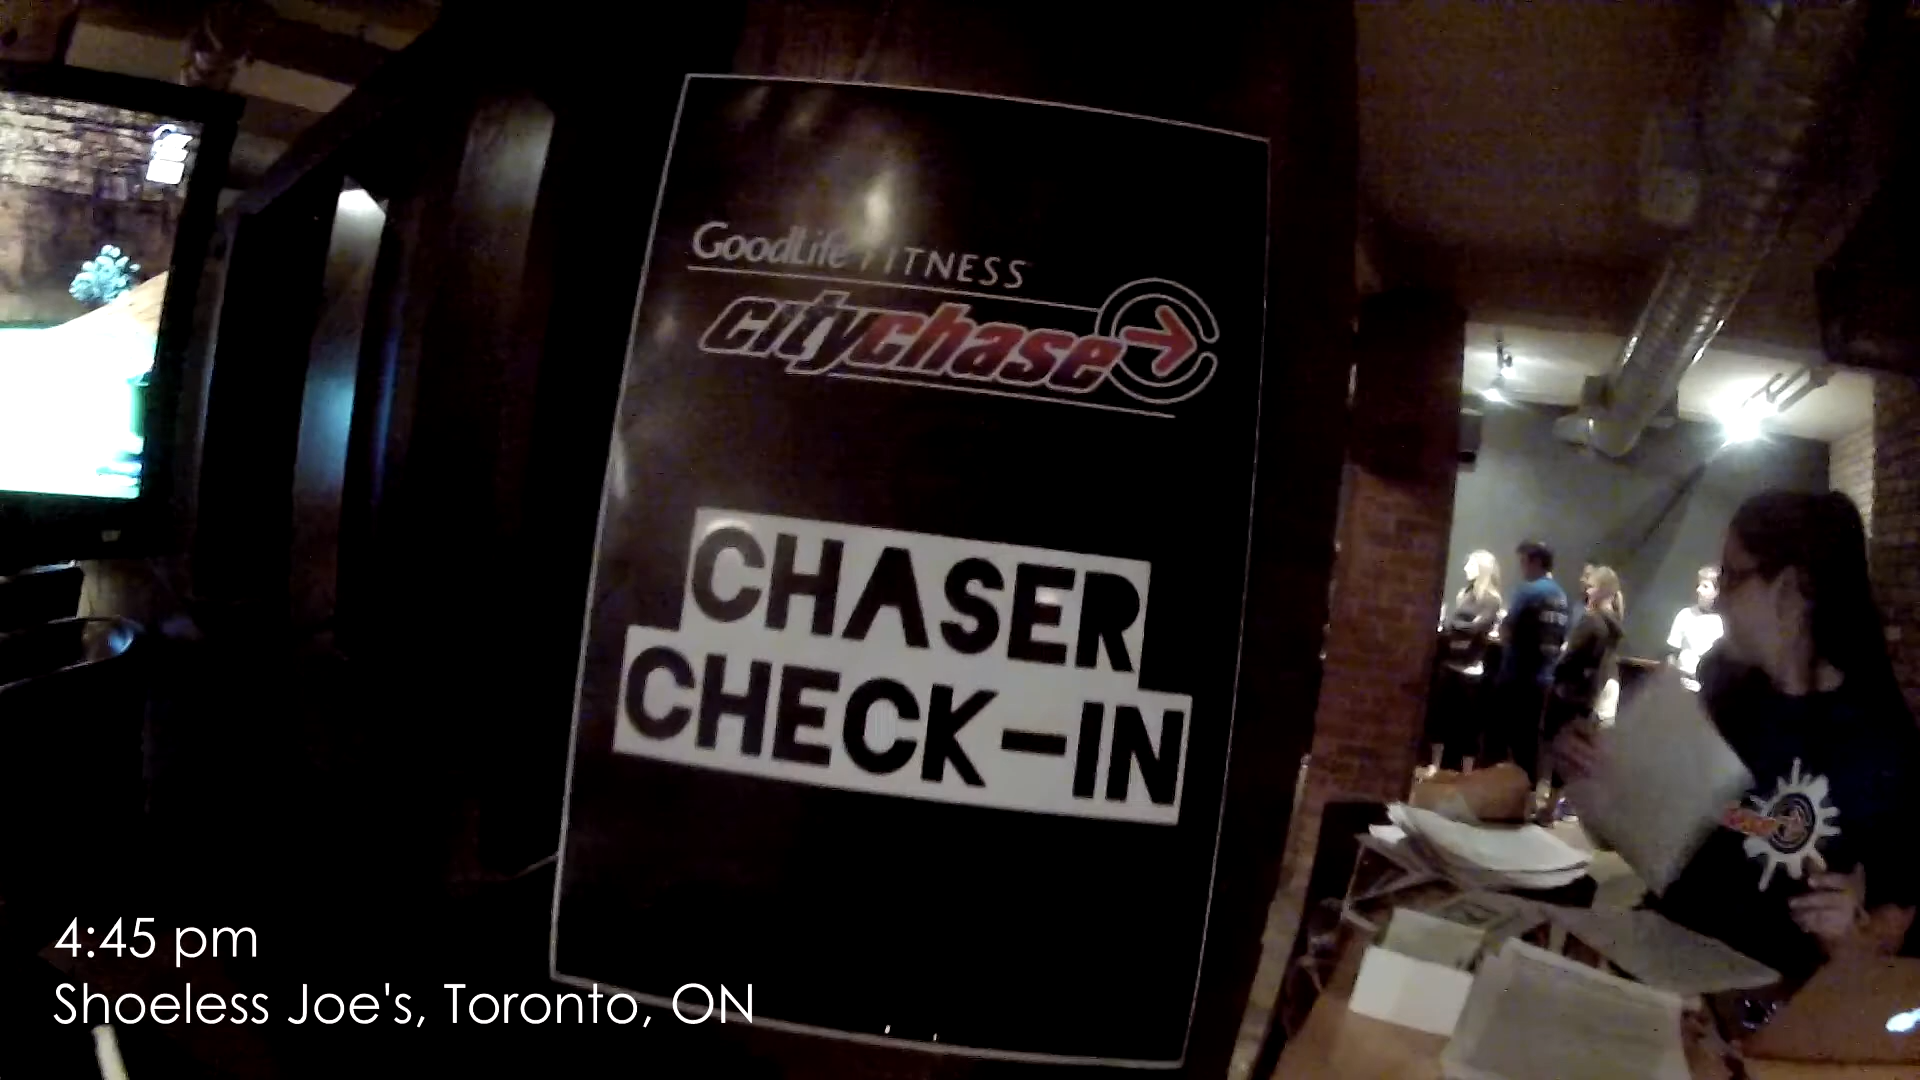 GoodLife FITNESS
citychase
CHASER
CHECK-IN
4:45 pm
Shoeless Joe's, Toronto, ON